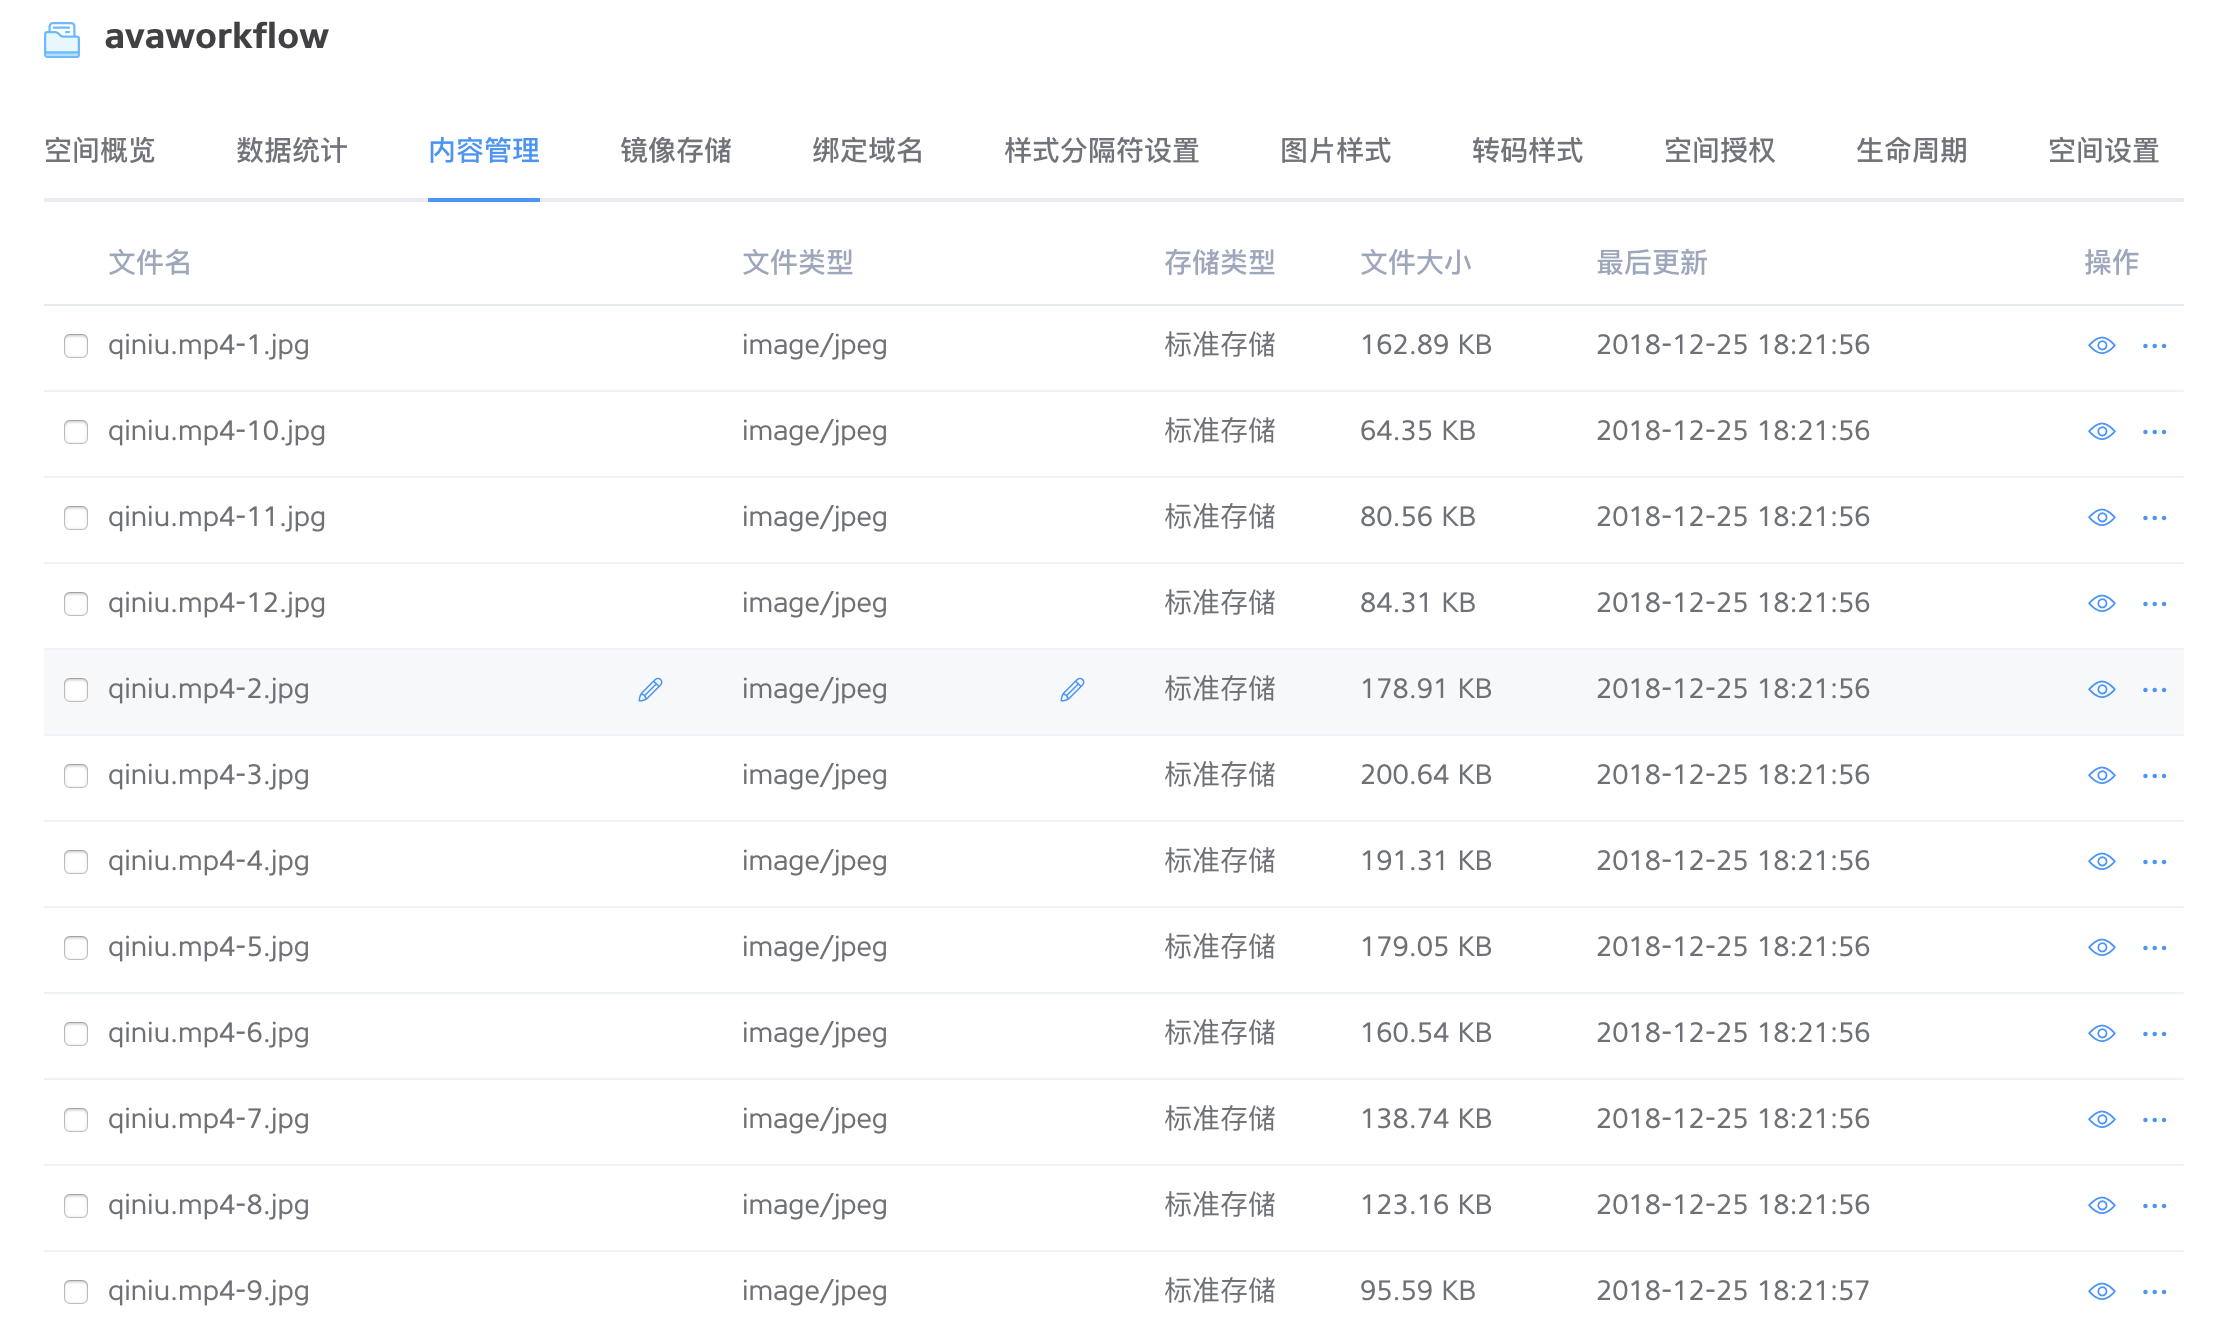 avaworkflow
空间概览 数据统计 内容管理 镜像存储 绑定域名 样式分隔符设置 图片样式 转码样式 空间授权 生命周期 空间设置
文件名 文件类型 存储类型 文件大小 最后更新 操作
qiniu.mp4-1.jpg image/jpeg 标准存储 162.89 KB 2018-12-25 18:21:56
qiniu.mp4-10.jpg image/jpeg 标准存储 64.35 KB 2018-12-25 18:21:56
qiniu.mp4-11.jpg image/jpeg 标准存储 80.56 KB 2018-12-25 18:21:56
qiniu.mp4-12.jpg image/jpeg 标准存储 84.31 KB 2018-12-25 18:21:56
qiniu.mp4-2.jpg image/jpeg 标准存储 178.91 KB 2018-12-25 18:21:56
qiniu.mp4-3.jpg image/jpeg 标准存储 200.64 KB 2018-12-25 18:21:56
qiniu.mp4-4.jpg image/jpeg 标准存储 191.31 KB 2018-12-25 18:21:56
qiniu.mp4-5.jpg image/jpeg 标准存储 179.05 KB 2018-12-25 18:21:56
qiniu.mp4-6.jpg image/jpeg 标准存储 160.54 KB 2018-12-25 18:21:56
qiniu.mp4-7.jpg image/jpeg 标准存储 138.74 KB 2018-12-25 18:21:56
qiniu.mp4-8.jpg image/jpeg 标准存储 123.16 KB 2018-12-25 18:21:56
qiniu.mp4-9.jpg image/jpeg 标准存储 95.59 KB 2018-12-25 18:21:57